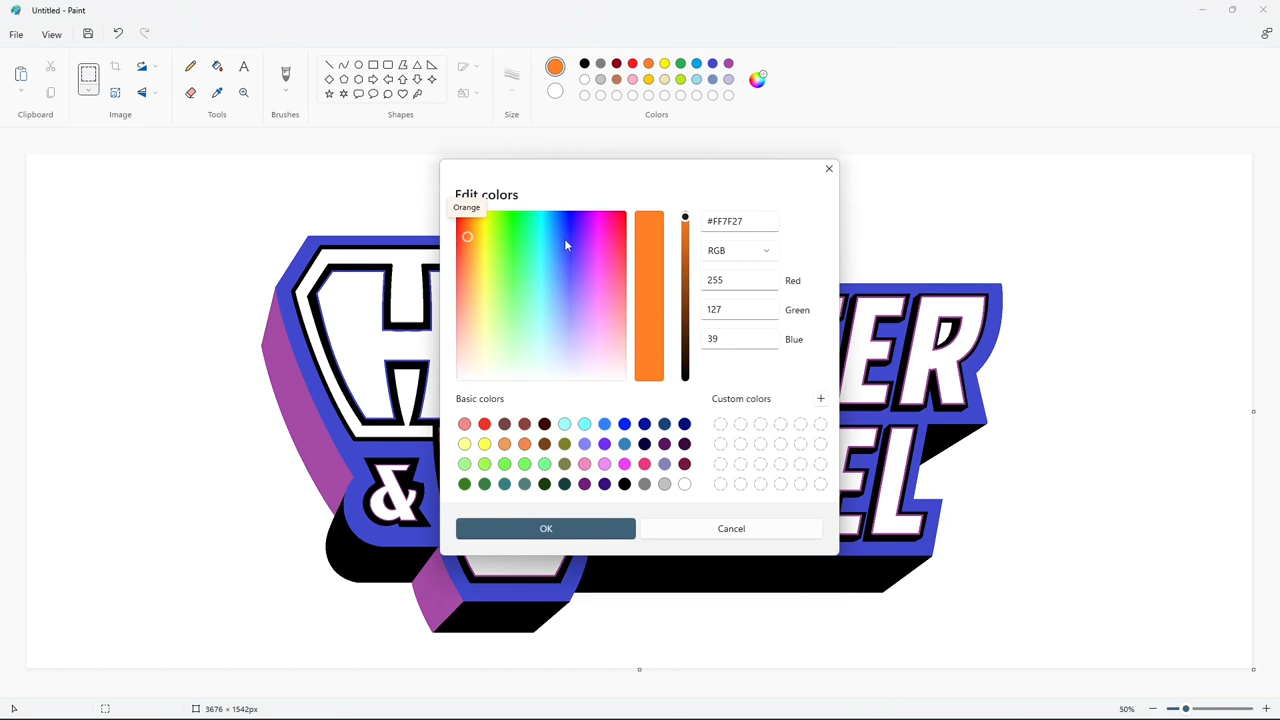 Untitled - Paint
File View
Clipboard Image Tools Brushes Shapes Size Colors
Edit colors
Orange
#FF7F27
RGB
255 Red
127 Green
39 Blue
Basic colors
Custom colors
OK
Cancel
H
ER
&
EL
3676 × 1542px
50%